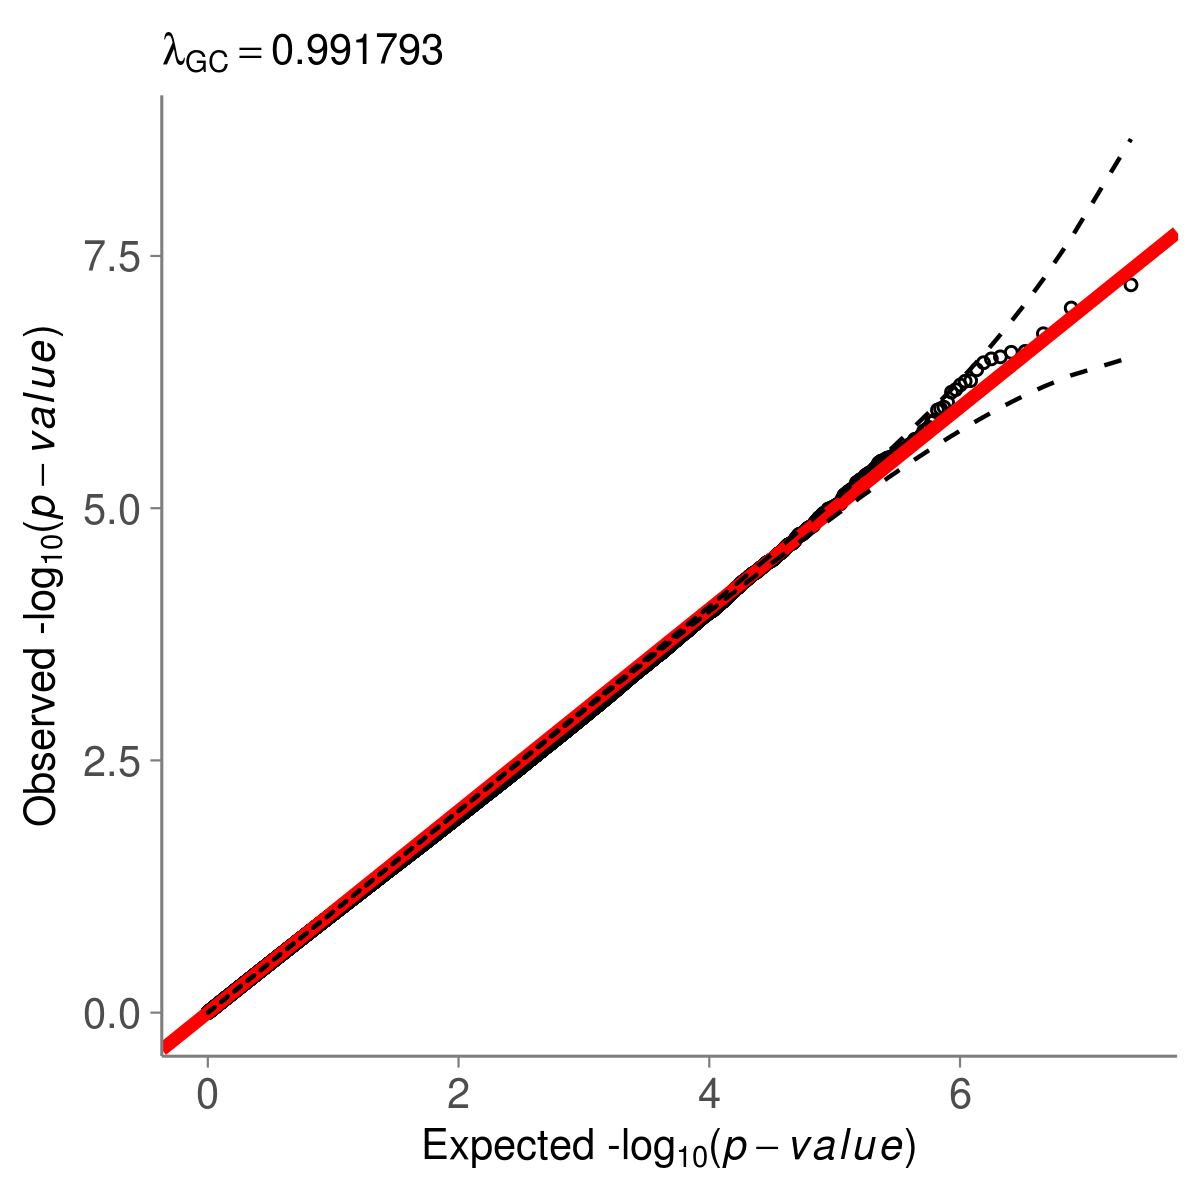 λGC = 0.991793
7.5
5.0
2.5
0.0
Observed -log10(p − value)
0 2 4 6
Expected -log10(p − value)